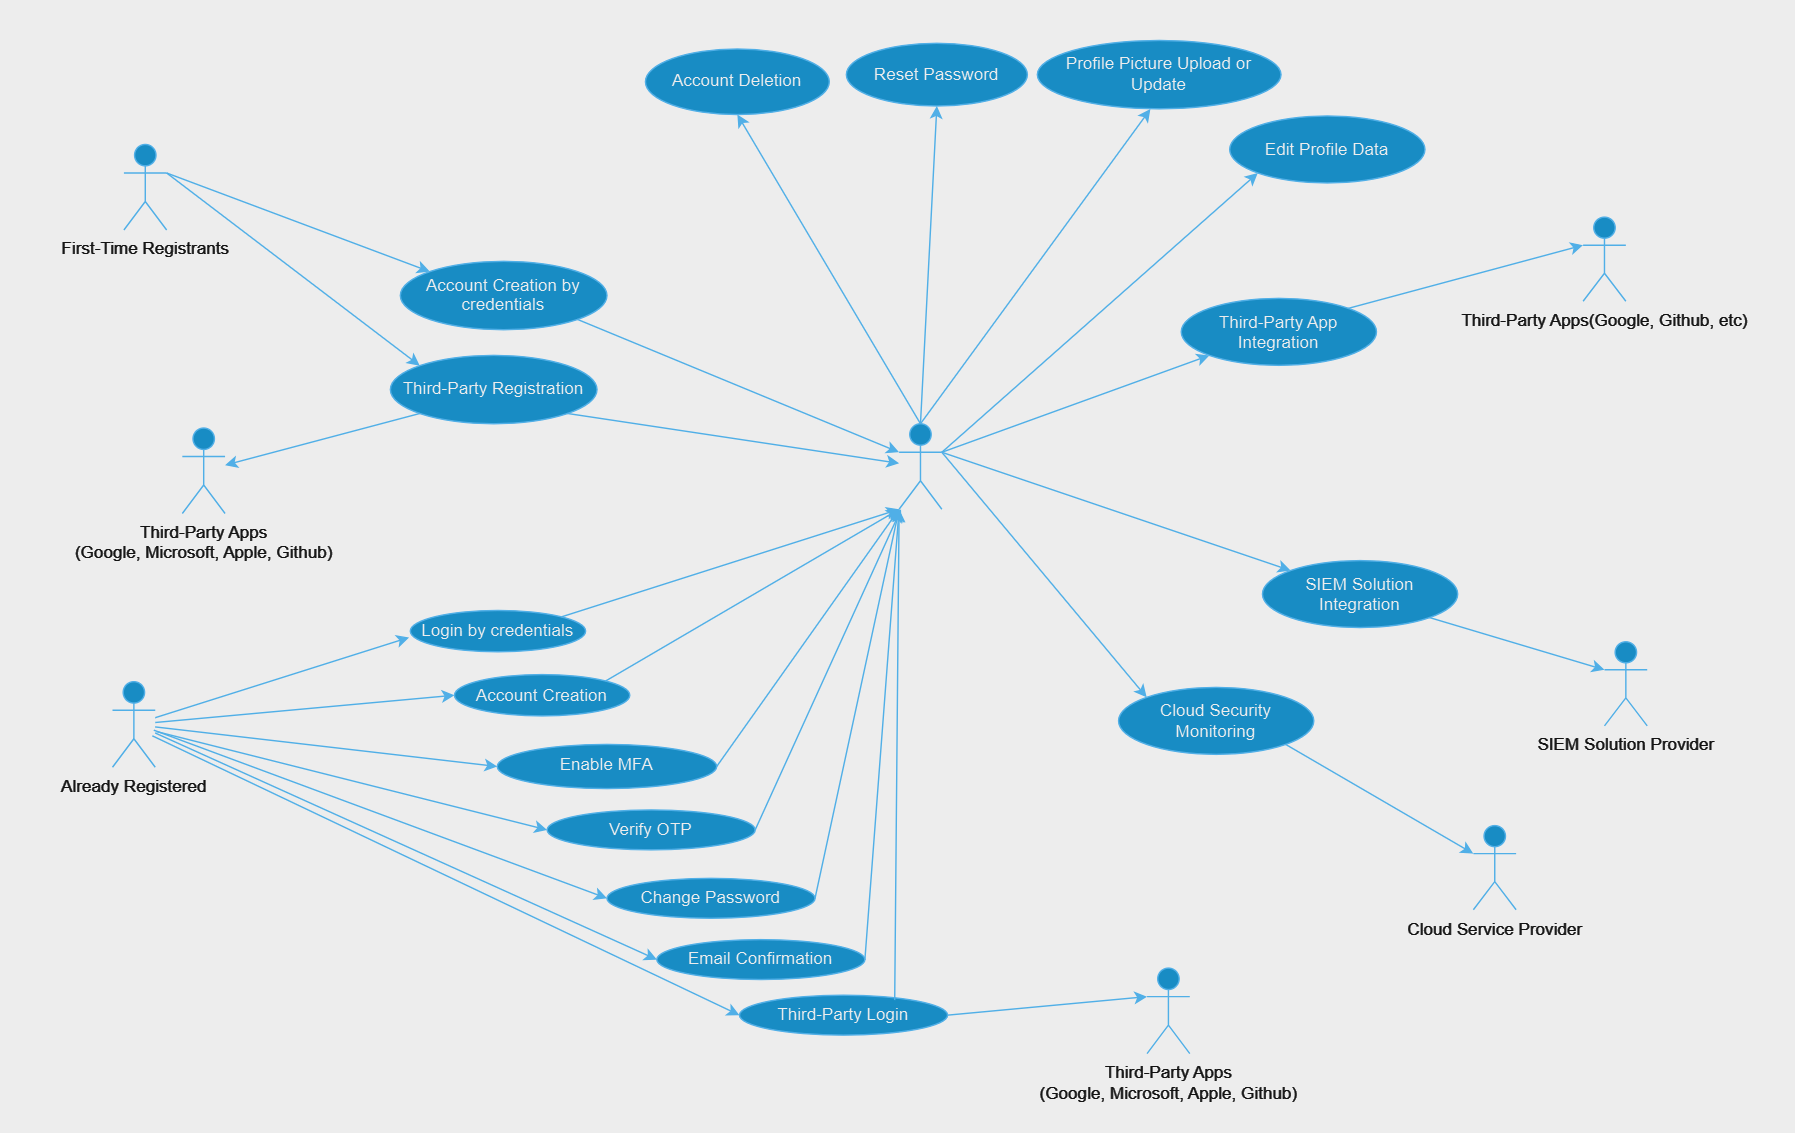 Account Deletion
Reset Password
Profile Picture Upload or
Update
Edit Profile Data
First-Time Registrants
Account Creation by
credentials
Third-Party App
Integration
Third-Party Apps(Google, Github, etc)
Third-Party Registration
Third-Party Apps
(Google, Microsoft, Apple, Github)
SIEM Solution
Integration
Login by credentials
Account Creation
Cloud Security
Monitoring
SIEM Solution Provider
Already Registered
Enable MFA
Verify OTP
Change Password
Cloud Service Provider
Email Confirmation
Third-Party Login
Third-Party Apps
(Google, Microsoft, Apple, Github)